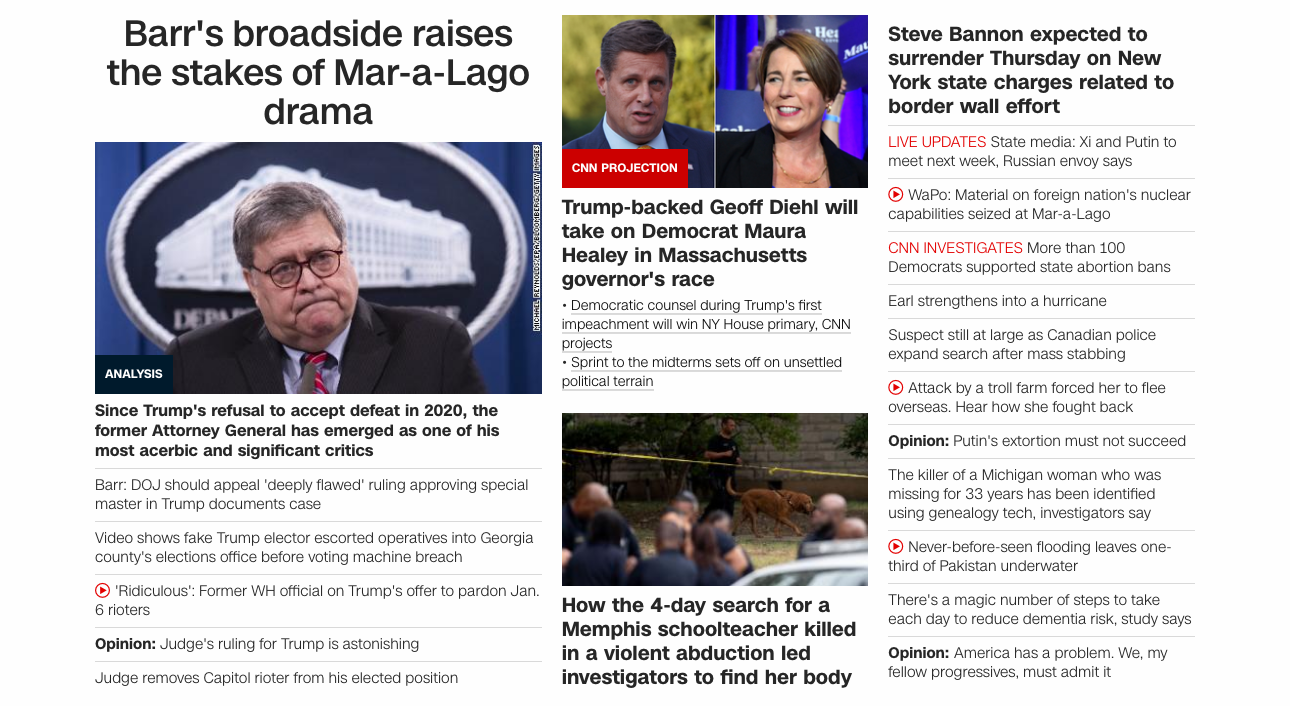 Barr's broadside raises
the stakes of Mar-a-Lago
drama
MICHAEL REYNOLDS/EPA/BLOOMBERG/GETTY IMAGES
DEPA
ANALYSIS
Since Trump's refusal to accept defeat in 2020, the
former Attorney General has emerged as one of his
most acerbic and significant critics
Barr: DOJ should appeal 'deeply flawed' ruling approving special
master in Trump documents case
Video shows fake Trump elector escorted operatives into Georgia
county's elections office before voting machine breach
'Ridiculous': Former WH official on Trump's offer to pardon Jan.
6 rioters
Opinion: Judge's ruling for Trump is astonishing
Judge removes Capitol rioter from his elected position
CNN PROJECTION
Trump-backed Geoff Diehl will
take on Democrat Maura
Healey in Massachusetts
governor's race
• Democratic counsel during Trump's first
impeachment will win NY House primary, CNN
projects
• Sprint to the midterms sets off on unsettled
political terrain
How the 4-day search for a
Memphis schoolteacher killed
in a violent abduction led
investigators to find her body
Steve Bannon expected to
surrender Thursday on New
York state charges related to
border wall effort
LIVE UPDATES State media: Xi and Putin to
meet next week, Russian envoy says
WaPo: Material on foreign nation's nuclear
capabilities seized at Mar-a-Lago
CNN INVESTIGATES More than 100
Democrats supported state abortion bans
Earl strengthens into a hurricane
Suspect still at large as Canadian police
expand search after mass stabbing
Attack by a troll farm forced her to flee
overseas. Hear how she fought back
Opinion: Putin's extortion must not succeed
The killer of a Michigan woman who was
missing for 33 years has been identified
using genealogy tech, investigators say
Never-before-seen flooding leaves one-
third of Pakistan underwater
There's a magic number of steps to take
each day to reduce dementia risk, study says
Opinion: America has a problem. We, my
fellow progressives, must admit it